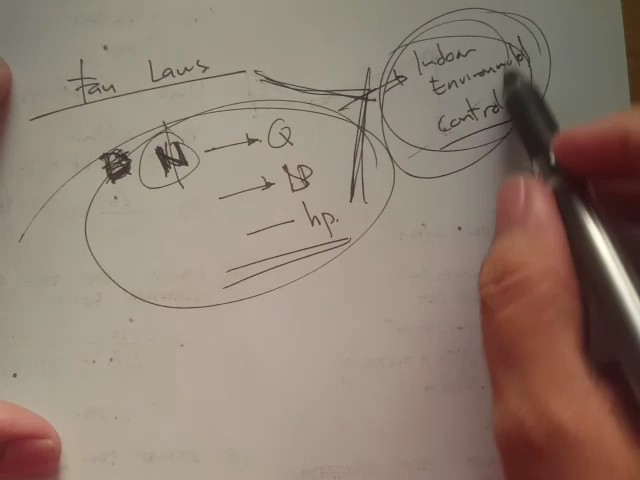 Fan Laws
Indoor
Environmental
Control
N → Q
→ ΔP
hp.